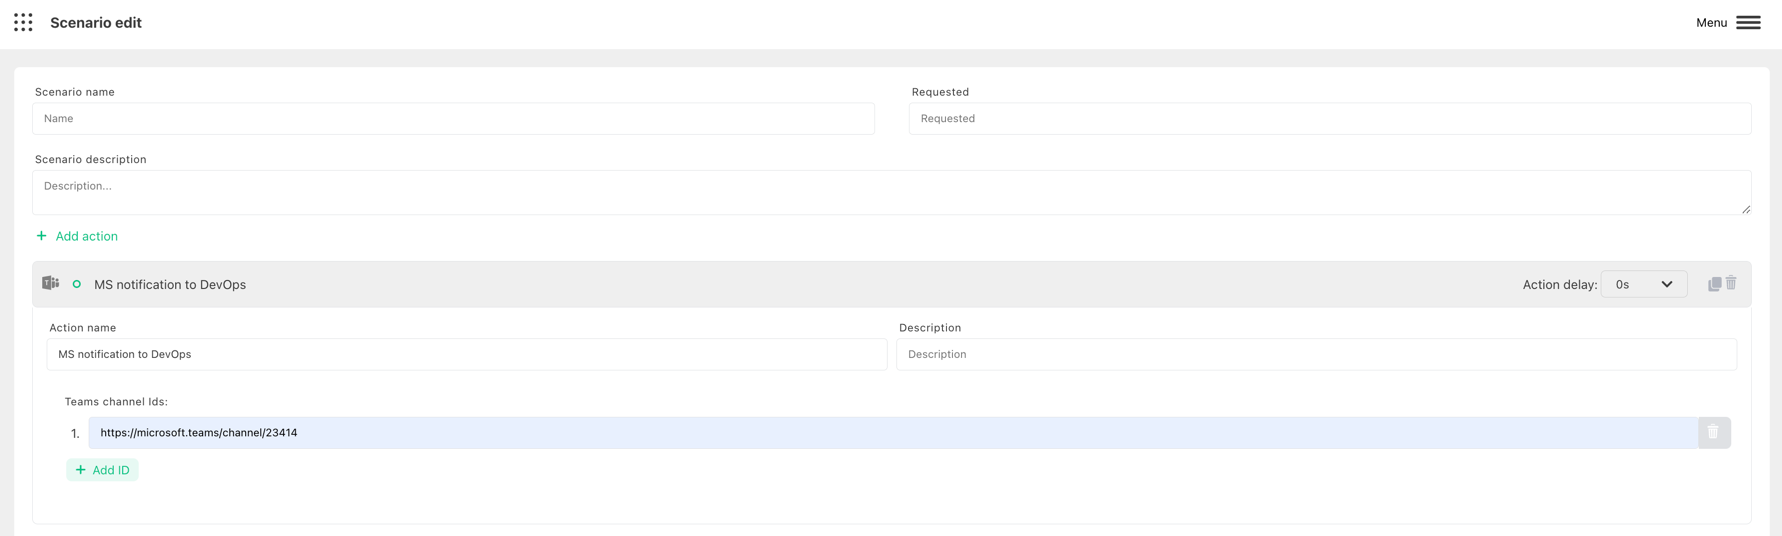 Scenario edit
Menu
Scenario name
Requested
Name
Requested
Scenario description
Description...
+ Add action
MS notification to DevOps
Action delay: 0s
Action name
Description
MS notification to DevOps
Description
Teams channel Ids:
1. https://microsoft.teams/channel/23414
+ Add ID